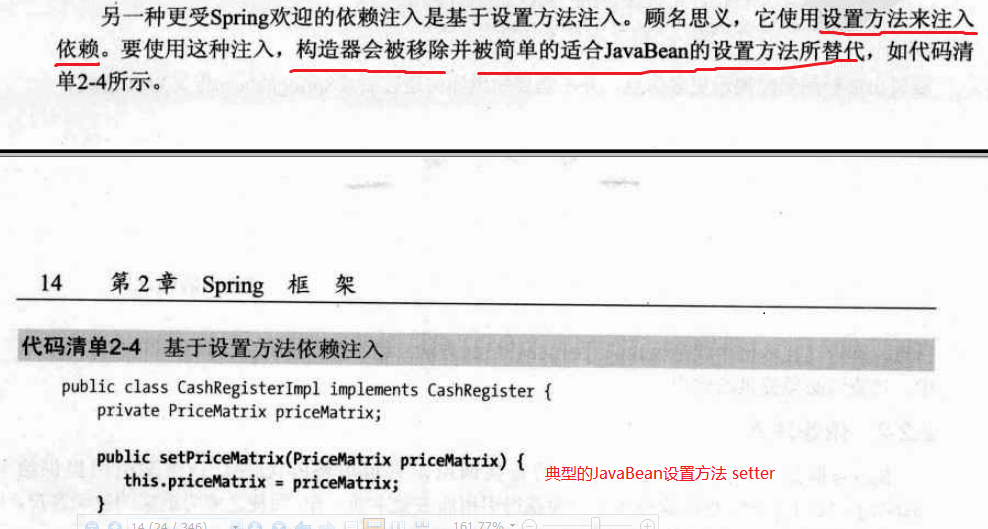 另一种更受Spring欢迎的依赖注入是基于设置方法注入。顾名思义，它使用设置方法来注入
依赖。要使用这种注入，构造器会被移除并被简单的适合JavaBean的设置方法所替代，如代码清
单2-4所示。
14 第2章 Spring 框 架
代码清单2-4 基于设置方法依赖注入
public class CashRegisterImpl implements CashRegister {
private PriceMatrix priceMatrix;
public setPriceMatrix(PriceMatrix priceMatrix) {
this.priceMatrix = priceMatrix;
}
典型的JavaBean设置方法 setter
14 (24 / 346)
161.77%